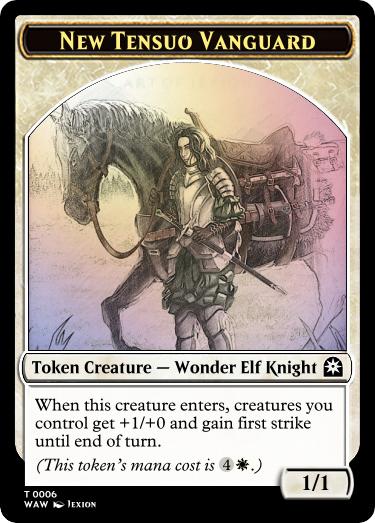 New Tensuo Vanguard
Token Creature — Wonder Elf Knight
When this creature enters, creatures you
control get +1/+0 and gain first strike
until end of turn.
(This token's mana cost is 4 .)
1/1
T 0006
WAW Jexion